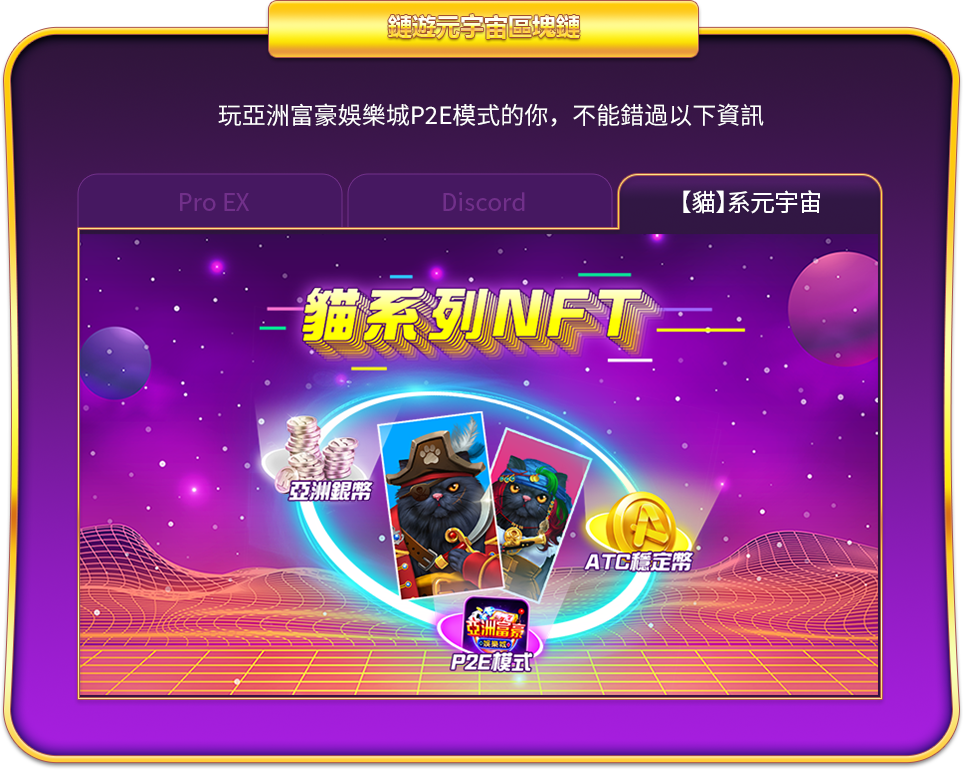 鏈遊元宇宙區塊鏈
玩亞洲富豪娛樂城P2E模式的你，不能錯過以下資訊
Pro EX
Discord
【貓】系元宇宙
貓系列NFT
亞洲銀幣
ATC穩定幣
亞洲富豪
娛樂城
P2E模式